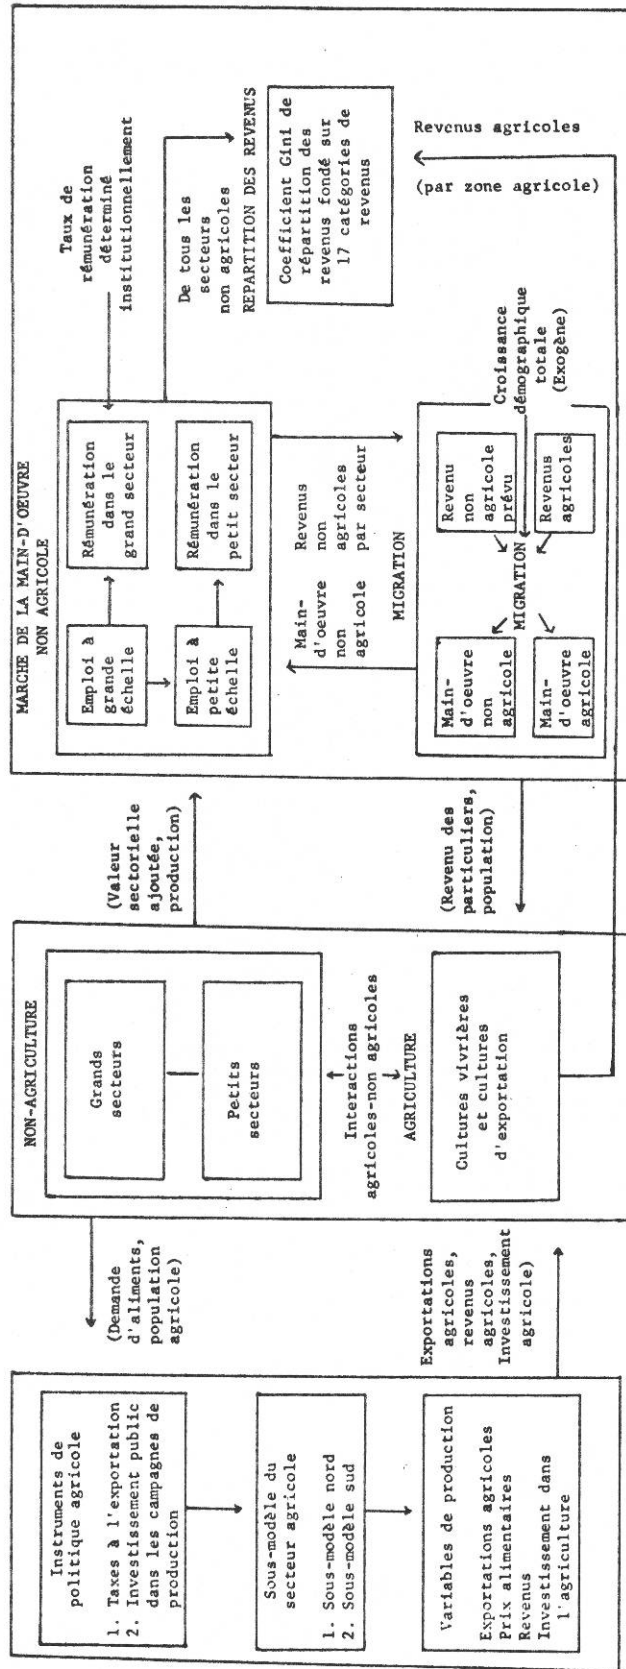 Instruments de
politique agricole
1. Taxes à l'exportation
2. Investissement public
dans les campagnes de
production
Sous-modèle du
secteur agricole
1. Sous-modèle nord
2. Sous-modèle sud
Variables de production
Exportations agricoles
Prix alimentaires
Revenus
Investissement dans
l'agriculture
(Demande
d'aliments,
population
agricole)
Exportations
agricoles,
revenus
agricoles,
Investissement
agricole)
NON-AGRICULTURE
Grands
secteurs
Petits
secteurs
Interactions
agricoles-non agricoles
AGRICULTURE
Cultures vivrières
et cultures
d'exportation
(Valeur
sectorielle
ajoutée,
production)
(Revenu des
particuliers,
population)
MARCHE DE LA MAIN-D'OEUVRE
NON AGRICOLE
Emploi à
grande
échelle
Rémunération
dans le
grand secteur
Emploi à
petite
échelle
Rémunération
dans le
petit secteur
Taux de
rémunération
déterminé
institutionnellement
De tous les
secteurs
non agricoles
REPARTITION DES REVENUS
Coefficient Gini de
répartition des
revenus fondé sur
17 catégories de
revenus
Main-
d'oeuvre
non
agricole
Revenus
non
agricoles
par secteur
MIGRATION
Main-
d'oeuvre
non
agricole
Revenu
non
agricole
prévu
MIGRATION
Main-
d'oeuvre
agricole
Revenus
agricoles
Croissance
démographique
totale
(Exogène)
Revenus agricoles
(par zone agricole)